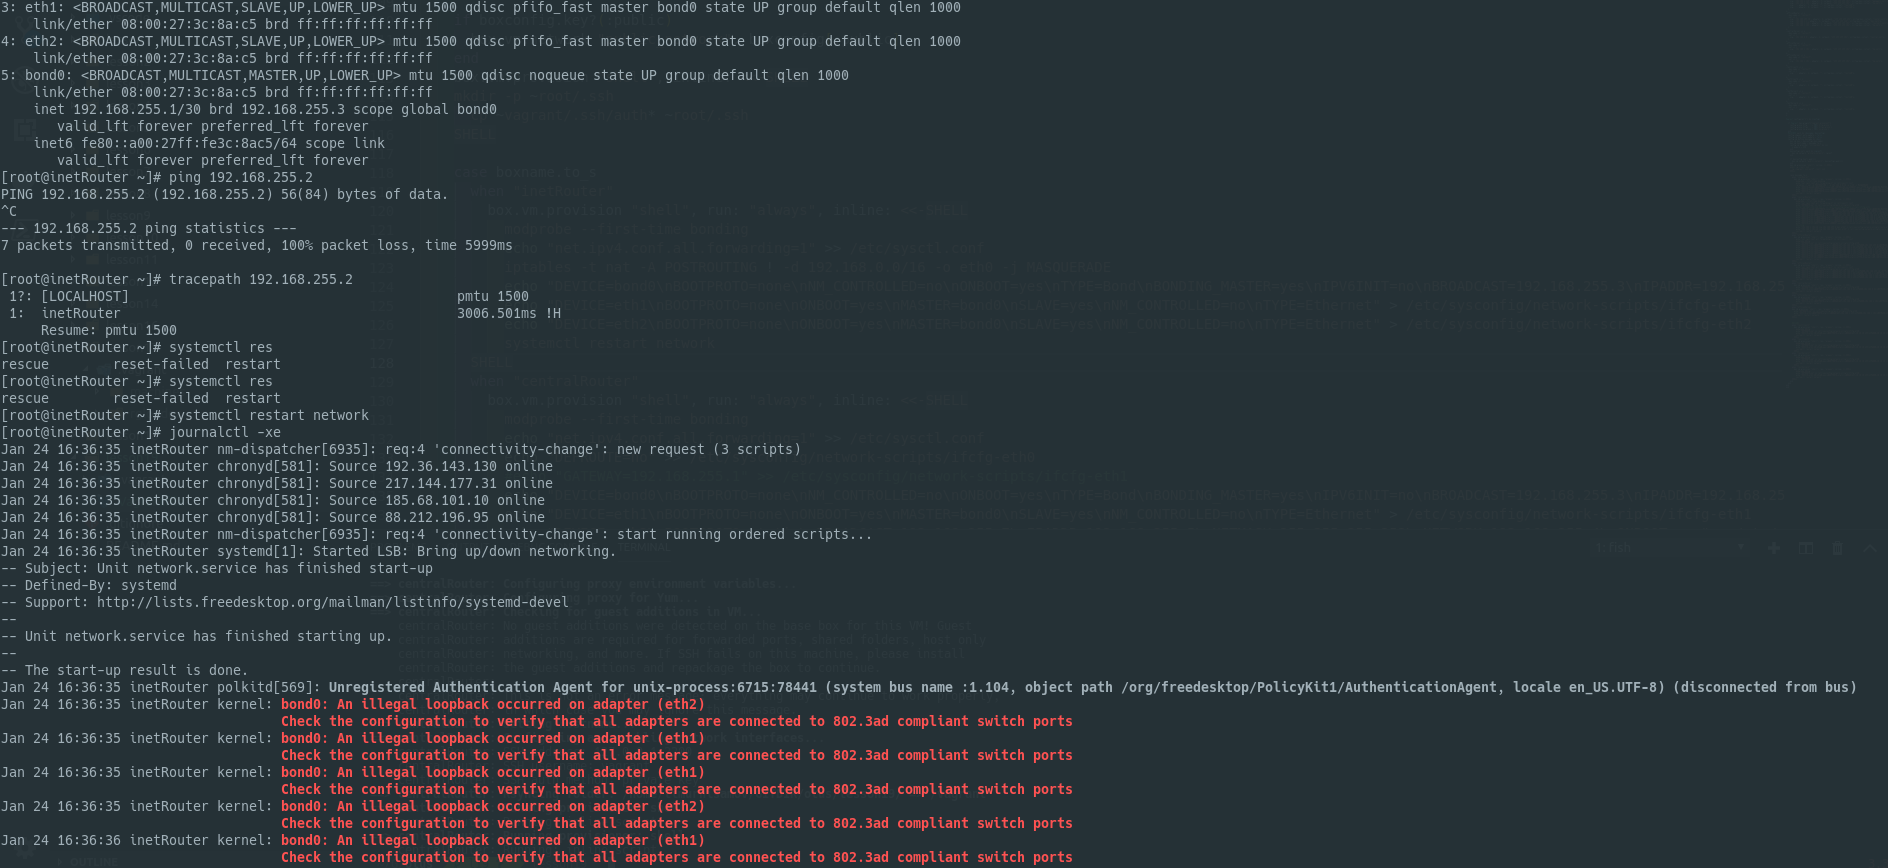 3: eth1: <BROADCAST,MULTICAST,SLAVE,UP,LOWER_UP> mtu 1500 qdisc pfifo_fast master bond0 state UP group default qlen 1000
    link/ether 08:00:27:3c:8a:c5 brd ff:ff:ff:ff:ff:ff
4: eth2: <BROADCAST,MULTICAST,SLAVE,UP,LOWER_UP> mtu 1500 qdisc pfifo_fast master bond0 state UP group default qlen 1000
    link/ether 08:00:27:3c:8a:c5 brd ff:ff:ff:ff:ff:ff
5: bond0: <BROADCAST,MULTICAST,MASTER,UP,LOWER_UP> mtu 1500 qdisc noqueue state UP group default qlen 1000
    link/ether 08:00:27:3c:8a:c5 brd ff:ff:ff:ff:ff:ff
    inet 192.168.255.1/30 brd 192.168.255.3 scope global bond0
       valid_lft forever preferred_lft forever
    inet6 fe80::a00:27ff:fe3c:8ac5/64 scope link
       valid_lft forever preferred_lft forever
[root@inetRouter ~]# ping 192.168.255.2
PING 192.168.255.2 (192.168.255.2) 56(84) bytes of data.
^C
--- 192.168.255.2 ping statistics ---
7 packets transmitted, 0 received, 100% packet loss, time 5999ms
[root@inetRouter ~]# tracepath 192.168.255.2
 1?: [LOCALHOST]                                         pmtu 1500
 1:  inetRouter                                          3006.501ms !H
     Resume: pmtu 1500
[root@inetRouter ~]# systemctl res
rescue        reset-failed  restart
[root@inetRouter ~]# systemctl res
rescue        reset-failed  restart
[root@inetRouter ~]# systemctl restart network
[root@inetRouter ~]# journalctl -xe
Jan 24 16:36:35 inetRouter nm-dispatcher[6935]: req:4 'connectivity-change': new request (3 scripts)
Jan 24 16:36:35 inetRouter chronyd[581]: Source 192.36.143.130 online
Jan 24 16:36:35 inetRouter chronyd[581]: Source 217.144.177.31 online
Jan 24 16:36:35 inetRouter chronyd[581]: Source 185.68.101.10 online
Jan 24 16:36:35 inetRouter chronyd[581]: Source 88.212.196.95 online
Jan 24 16:36:35 inetRouter nm-dispatcher[6935]: req:4 'connectivity-change': start running ordered scripts...
Jan 24 16:36:35 inetRouter systemd[1]: Started LSB: Bring up/down networking.
-- Subject: Unit network.service has finished start-up
-- Defined-By: systemd
-- Support: http://lists.freedesktop.org/mailman/listinfo/systemd-devel
--
-- Unit network.service has finished starting up.
--
-- The start-up result is done.
Jan 24 16:36:35 inetRouter polkitd[569]: Unregistered Authentication Agent for unix-process:6715:78441 (system bus name :1.104, object path /org/freedesktop/PolicyKit1/AuthenticationAgent, locale en_US.UTF-8) (disconnected from bus)
Jan 24 16:36:35 inetRouter kernel: bond0: An illegal loopback occurred on adapter (eth2)
                                   Check the configuration to verify that all adapters are connected to 802.3ad compliant switch ports
Jan 24 16:36:35 inetRouter kernel: bond0: An illegal loopback occurred on adapter (eth1)
                                   Check the configuration to verify that all adapters are connected to 802.3ad compliant switch ports
Jan 24 16:36:35 inetRouter kernel: bond0: An illegal loopback occurred on adapter (eth1)
                                   Check the configuration to verify that all adapters are connected to 802.3ad compliant switch ports
Jan 24 16:36:35 inetRouter kernel: bond0: An illegal loopback occurred on adapter (eth2)
                                   Check the configuration to verify that all adapters are connected to 802.3ad compliant switch ports
Jan 24 16:36:36 inetRouter kernel: bond0: An illegal loopback occurred on adapter (eth1)
                                   Check the configuration to verify that all adapters are connected to 802.3ad compliant switch ports